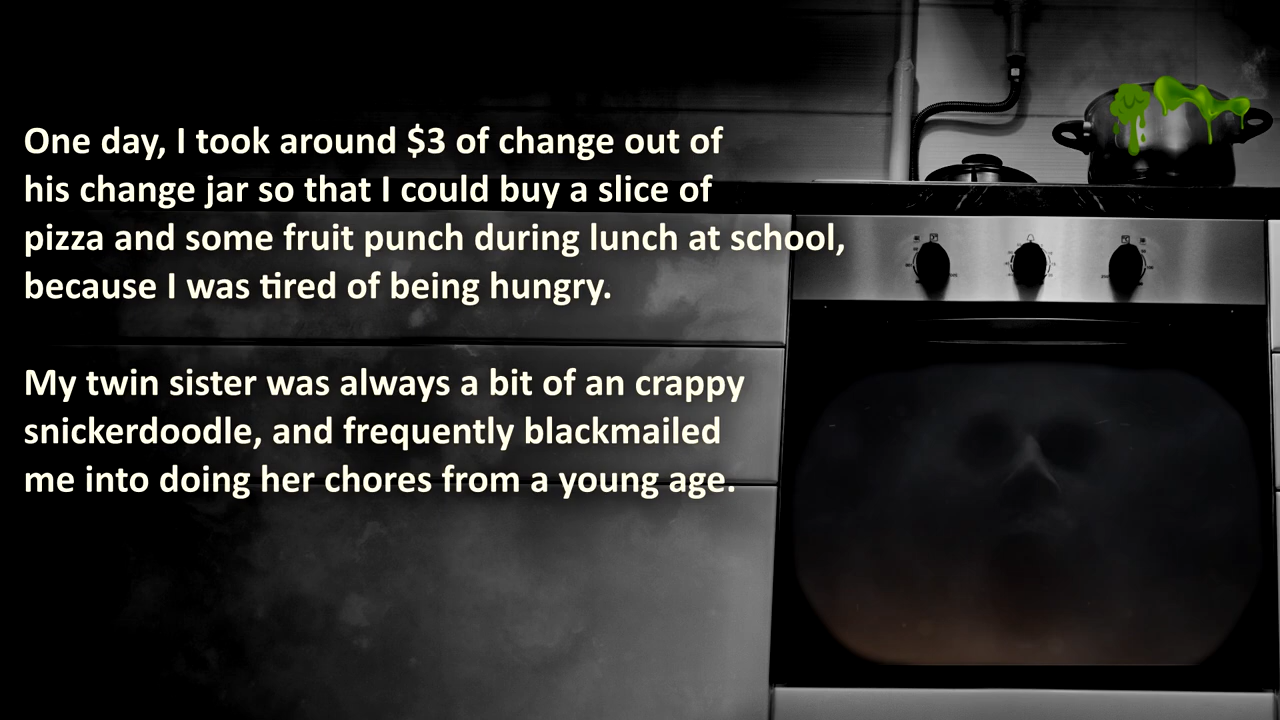 One day, I took around $3 of change out of
his change jar so that I could buy a slice of
pizza and some fruit punch during lunch at school,
because I was tired of being hungry.
My twin sister was always a bit of an crappy
snickerdoodle, and frequently blackmailed
me into doing her chores from a young age.